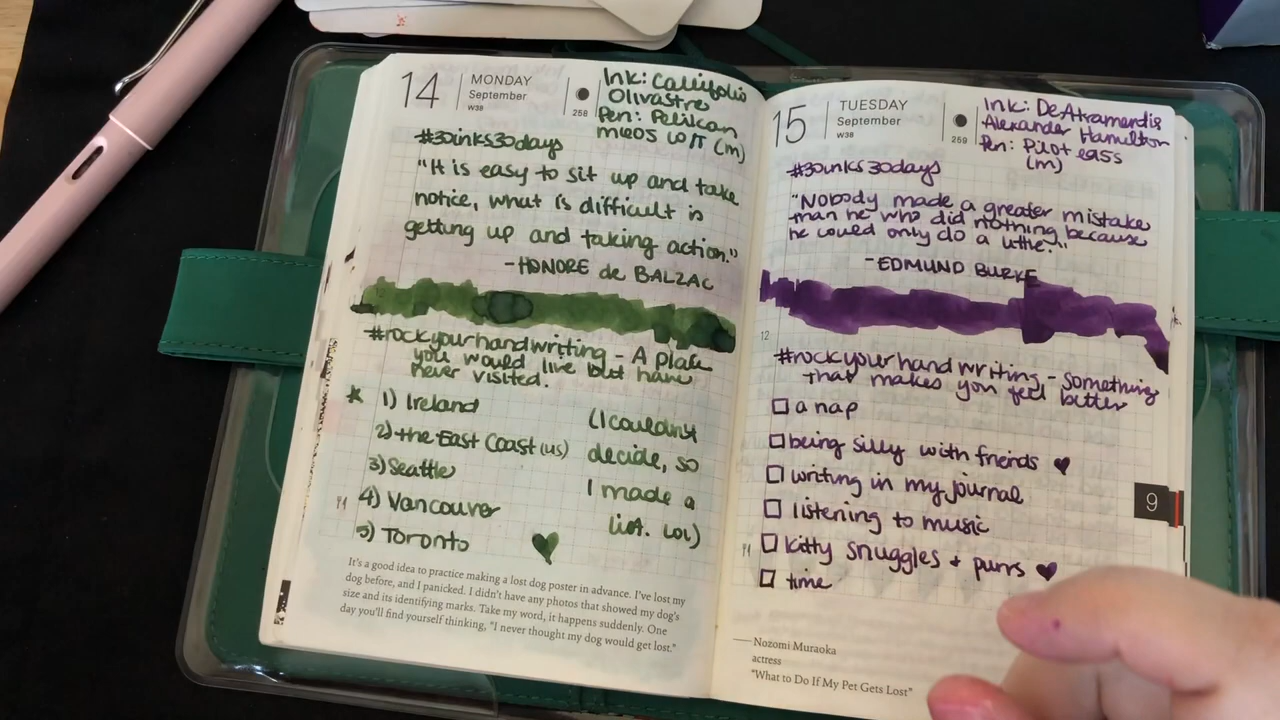 14
MONDAY
September
W38
258
Ink: Callifolio
Olivastre
Pen: Pelikan
m605 WoTT (m)
#30inks30days
"It is easy to sit up and take
notice, what is difficult is
getting up and taking action."
-HONORE de BALZAC
#rockyourhandwriting - A place
you would live but have
never visited.
* 1) Ireland
2) the East Coast (US)
3) Seattle
4) Vancouver
5) Toronto
(I couldn't
decide, so
I made a
list. LOL)
It's a good idea to practice making a lost dog poster in advance. I've lost my
dog before, and I panicked. I didn't have any photos that showed my dog's
size and its identifying marks. Take my word, it happens suddenly. One
day you'll find yourself thinking, "I never thought my dog would get lost."
15
TUESDAY
September
W38
259
Ink: DeAtramentis
Alexander Hamilton
Pen: Pilot E95s
(m)
#30inks30days
"Nobody made a greater mistake
than he who did nothing because
he could only do a little."
-EDMUND BURKE
12
#rockyourhandwriting - Something
that makes you feel better
a nap
being silly with friends
writing in my journal
listening to music
kitty snuggles + purrs
time
9
—Nozomi Muraoka
actress
"What to Do If My Pet Gets Lost"